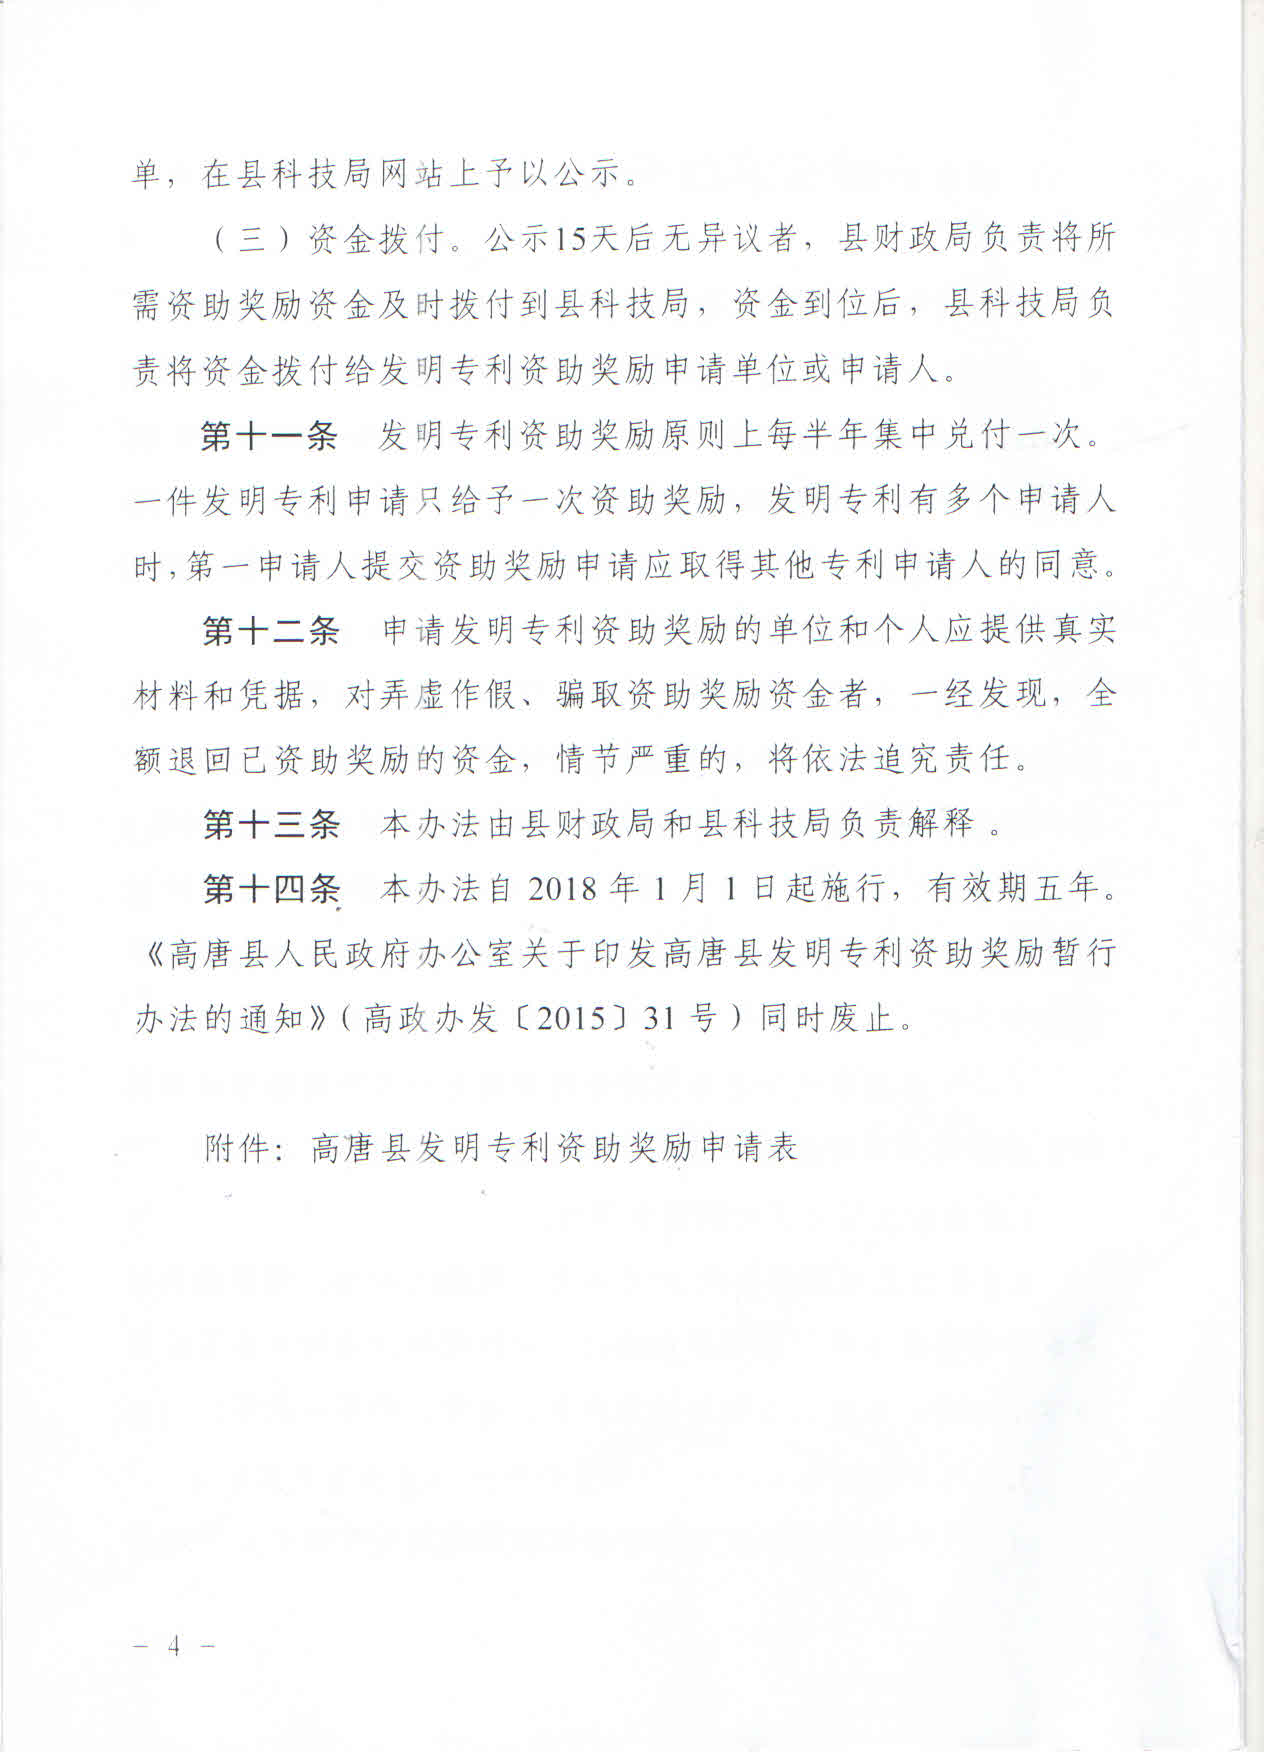 单，在县科技局网站上予以公示。
（三）资金拨付。公示15天后无异议者，县财政局负责将所
需资助奖励资金及时拨付到县科技局，资金到位后，县科技局负
责将资金拨付给发明专利资助奖励申请单位或申请人。
第十一条 发明专利资助奖励原则上每半年集中兑付一次。
一件发明专利申请只给予一次资助奖励，发明专利有多个申请人
时,第一申请人提交资助奖励申请应取得其他专利申请人的同意。
第十二条 申请发明专利资助奖励的单位和个人应提供真实
材料和凭据，对弄虚作假、骗取资助奖励资金者，一经发现，全
额退回已资助奖励的资金，情节严重的，将依法追究责任。
第十三条 本办法由县财政局和县科技局负责解释 。
第十四条 本办法自 2018 年 1 月 1 日起施行，有效期五年。
《高唐县人民政府办公室关于印发高唐县发明专利资助奖励暂行
办法的通知》（高政办发〔2015〕31 号）同时废止。
附件：高唐县发明专利资助奖励申请表
- 4 -